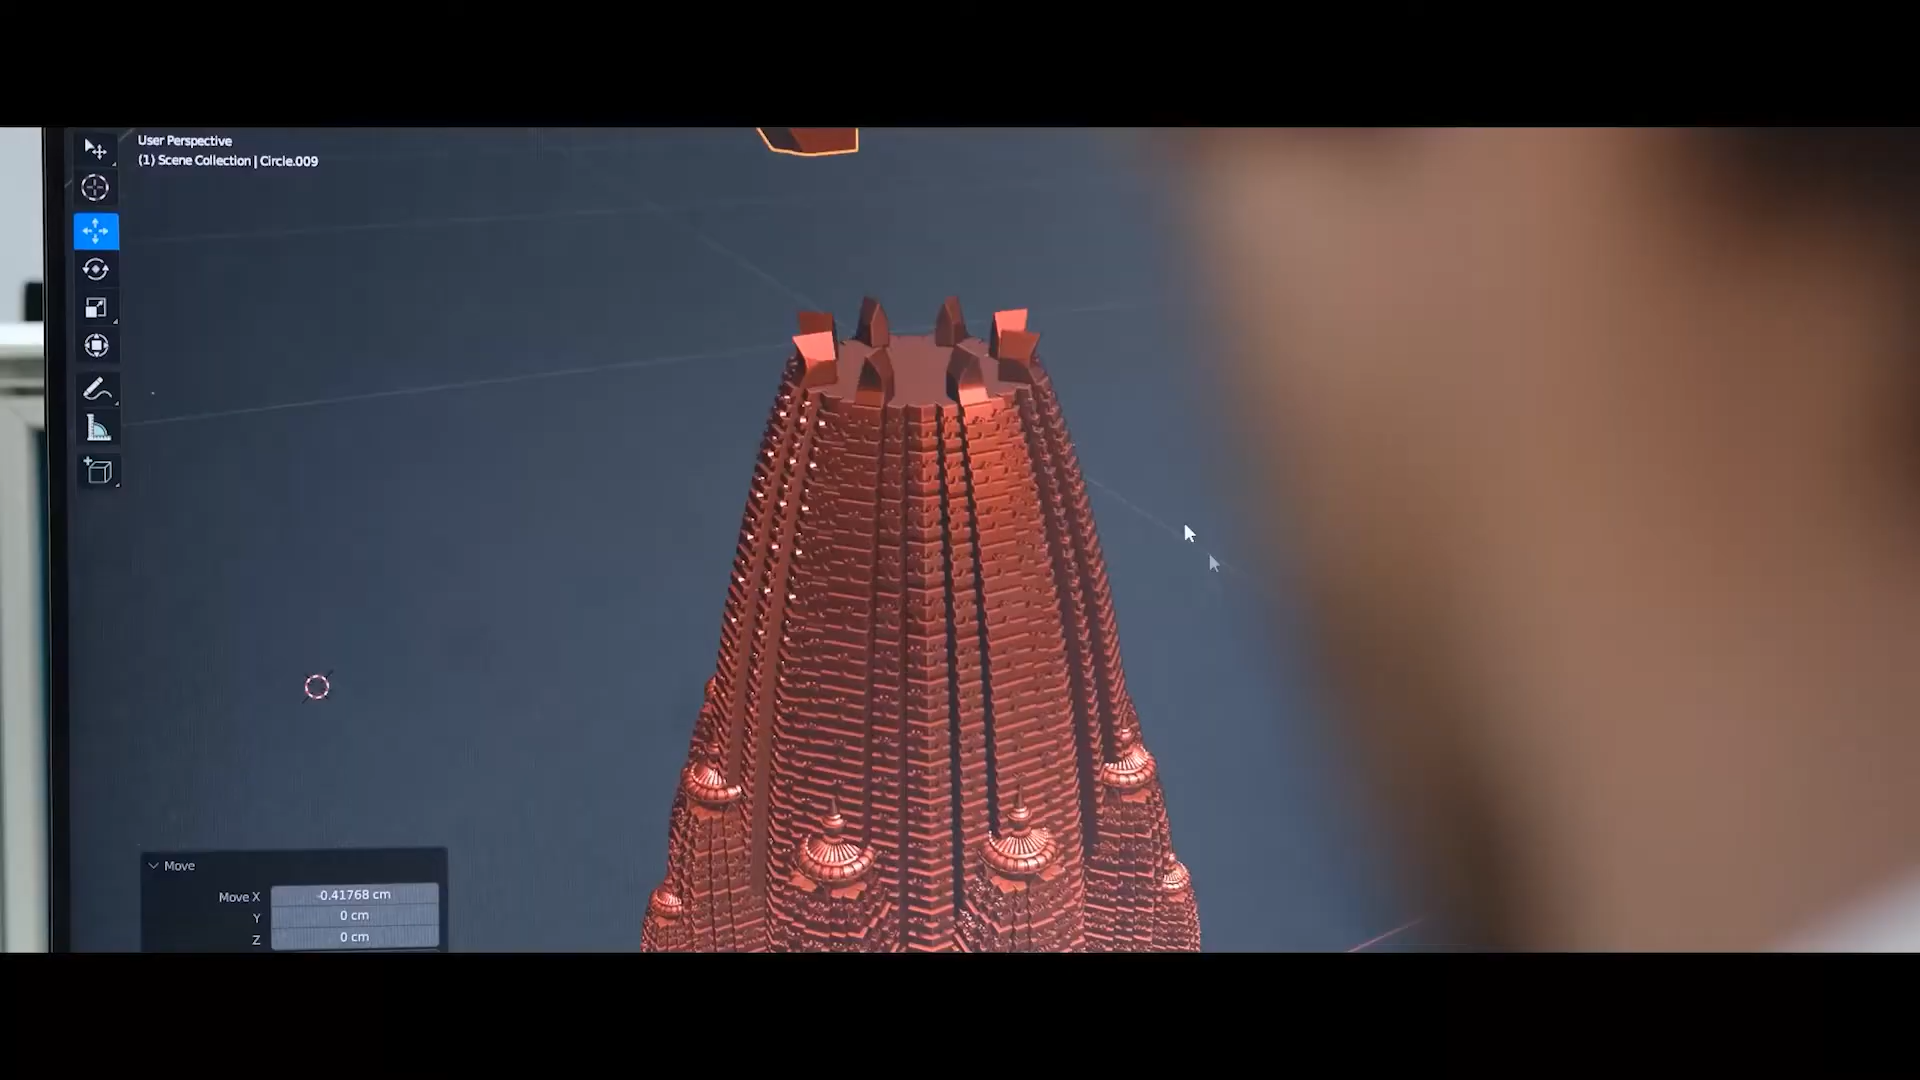 User Perspective
(1) Scene Collection | Circle.009
Move
Move X -0.41768 cm
Y 0 cm
Z 0 cm